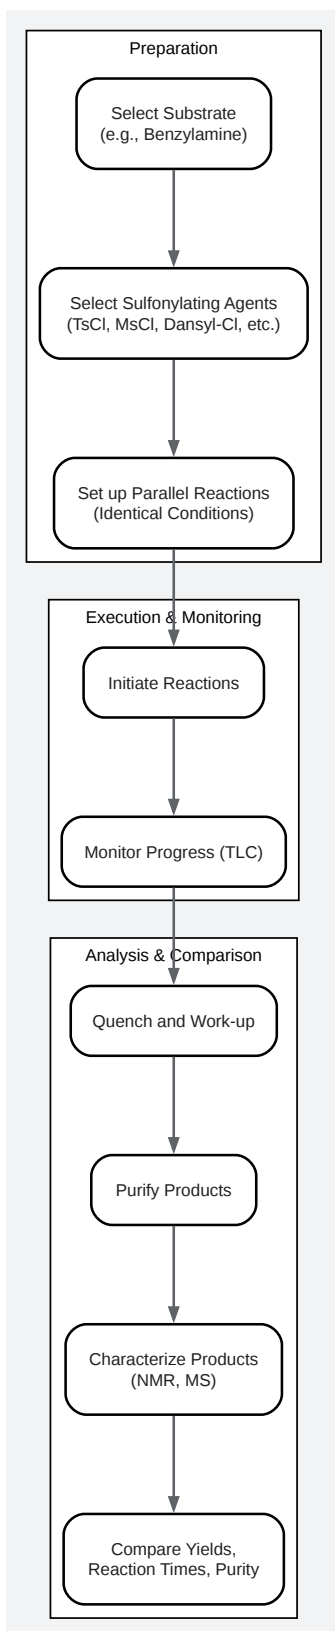 Preparation
Select Substrate
(e.g., Benzylamine)
Select Sulfonylating Agents
(TsCl, MsCl, Dansyl-Cl, etc.)
Set up Parallel Reactions
(Identical Conditions)
Execution & Monitoring
Initiate Reactions
Monitor Progress (TLC)
Analysis & Comparison
Quench and Work-up
Purify Products
Characterize Products
(NMR, MS)
Compare Yields,
Reaction Times, Purity